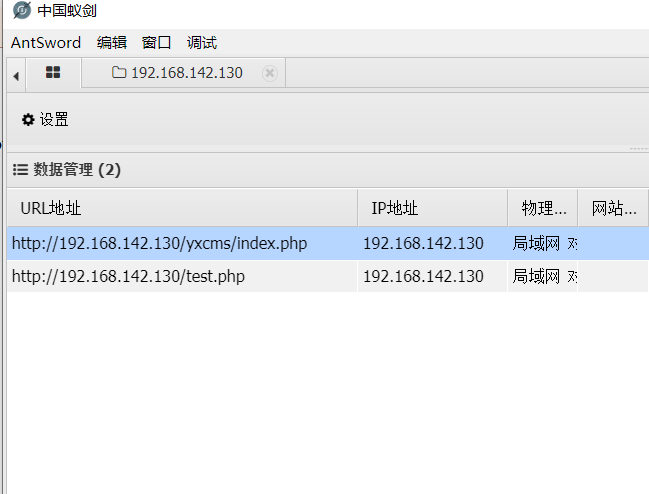 中国蚁剑
AntSword 编辑 窗口 调试
192.168.142.130
设置
数据管理 (2)
URL地址 IP地址 物理... 网站...
http://192.168.142.130/yxcms/index.php 192.168.142.130 局域网
http://192.168.142.130/test.php 192.168.142.130 局域网